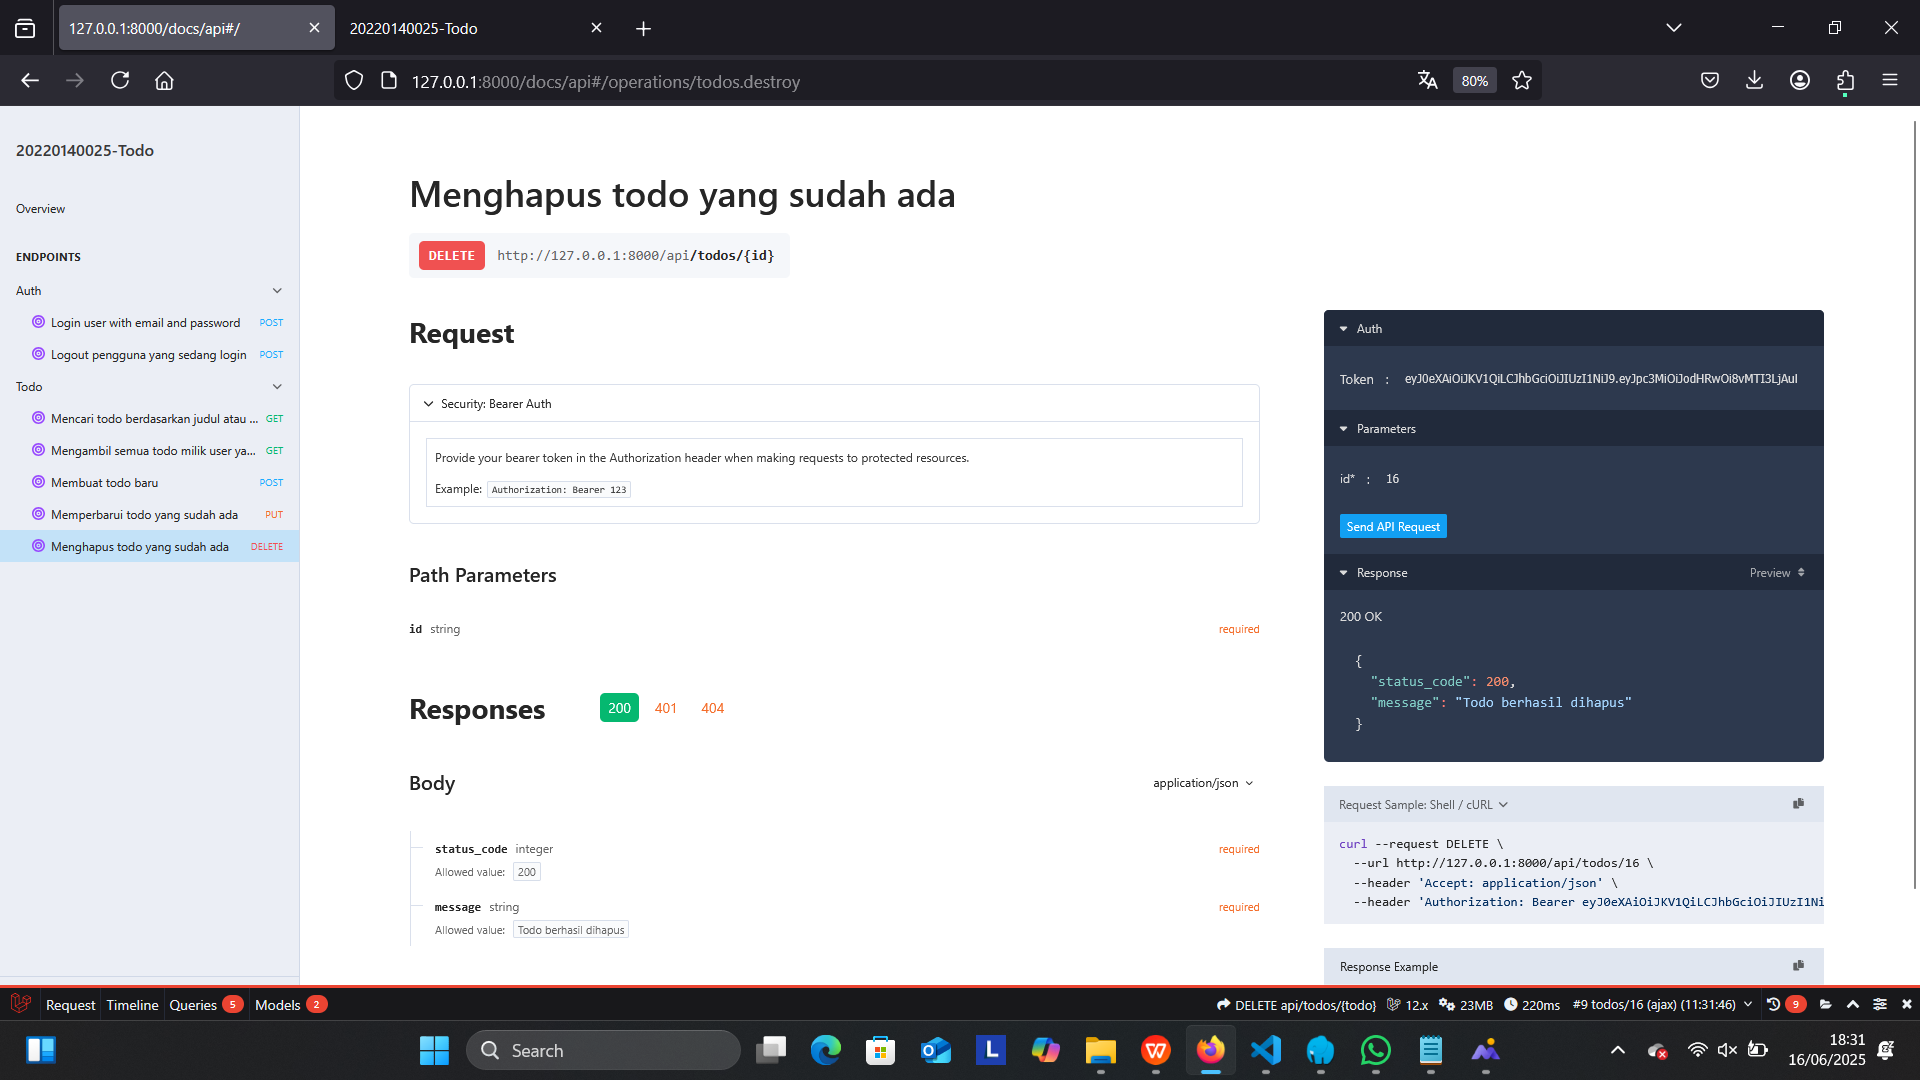 127.0.0.1:8000/docs/api#/
20220140025-Todo
127.0.0.1:8000/docs/api#/operations/todos.destroy
80%
20220140025-Todo
Overview
ENDPOINTS
Auth
Login user with email and password POST
Logout pengguna yang sedang login POST
Todo
Mencari todo berdasarkan judul atau ... GET
Mengambil semua todo milik user ya... GET
Membuat todo baru POST
Memperbarui todo yang sudah ada PUT
Menghapus todo yang sudah ada DELETE
Menghapus todo yang sudah ada
DELETE http://127.0.0.1:8000/api/todos/{id}
Request
Security: Bearer Auth
Provide your bearer token in the Authorization header when making requests to protected resources.
Example: Authorization: Bearer 123
Path Parameters
id string required
Responses 200 401 404
Body application/json
status_code integer required
Allowed value: 200
message string required
Allowed value: Todo berhasil dihapus
Auth
Token : eyJ0eXAiOiJKV1QiLCJhbGciOiJIUzI1NiJ9.eyJpc3MiOiJodHRwOi8vMTI3LjAuI
Parameters
id* : 16
Send API Request
Response Preview
200 OK
{
"status_code": 200,
"message": "Todo berhasil dihapus"
}
Request Sample: Shell / cURL
curl --request DELETE \
--url http://127.0.0.1:8000/api/todos/16 \
--header 'Accept: application/json' \
--header 'Authorization: Bearer eyJ0eXAiOiJKV1QiLCJhbGciOiJIUzI1Ni
Response Example
Request Timeline Queries 5 Models 2
DELETE api/todos/{todo} 12.x 23MB 220ms #9 todos/16 (ajax) (11:31:46) 9
Search
18:31
16/06/2025